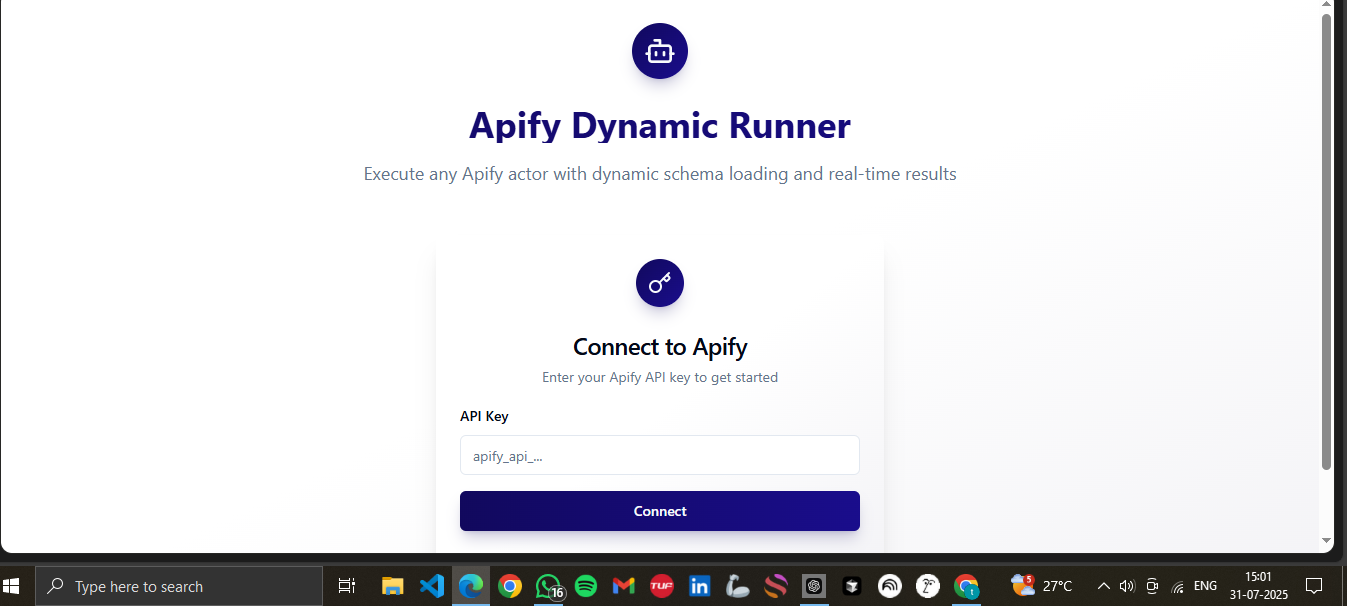 Apify Dynamic Runner
Execute any Apify actor with dynamic schema loading and real-time results
Connect to Apify
Enter your Apify API key to get started
API Key
apify_api_...
Connect
Type here to search
16
TUF
in
5
27°C
ENG
15:01
31-07-2025
t